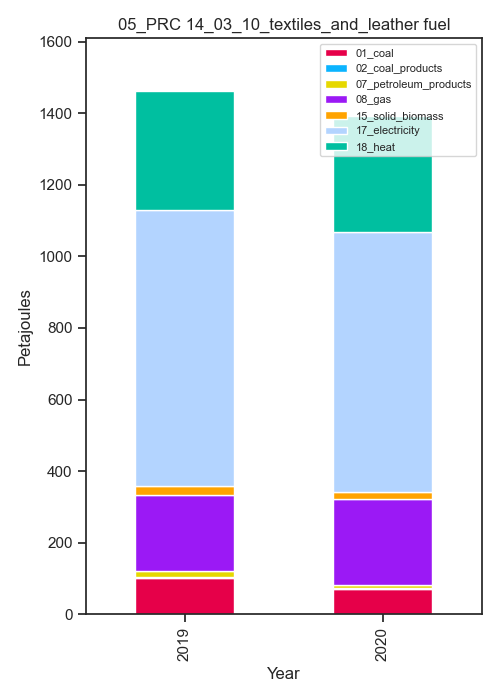 05_PRC 14_03_10_textiles_and_leather fuel
01_coal
02_coal_products
07_petroleum_products
08_gas
15_solid_biomass
17_electricity
18_heat
1600
1400
1200
1000
800
600
400
200
0
Petajoules
2019
2020
Year